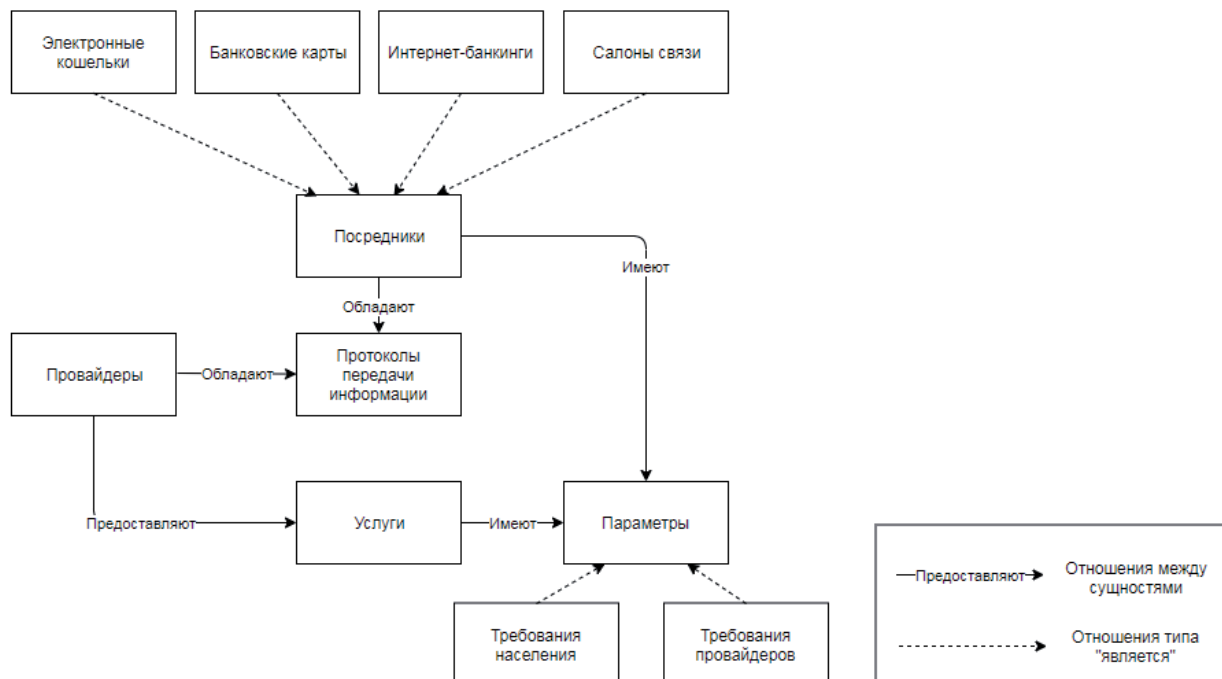 Электронные
кошельки
Банковские карты
Интернет-банкинги
Салоны связи
Посредники
Имеют
Обладают
Провайдеры
Обладают
Протоколы
передачи
информации
Предоставляют
Услуги
Имеют
Параметры
Требования
населения
Требования
провайдеров
Предоставляют
Отношения между
сущностями
Отношения типа
"является"